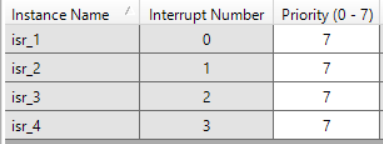 Instance Name / Interrupt Number Priority (0 - 7)
isr_1 0 7
isr_2 1 7
isr_3 2 7
isr_4 3 7